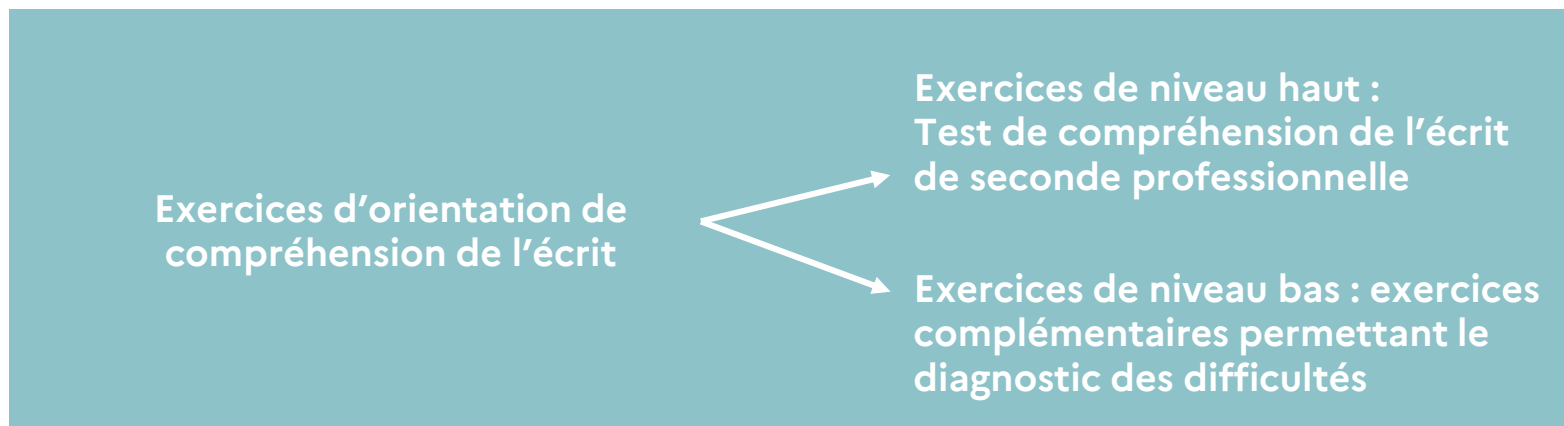 Exercices d’orientation de
compréhension de l’écrit
Exercices de niveau haut :
Test de compréhension de l’écrit
de seconde professionnelle
Exercices de niveau bas : exercices
complémentaires permettant le
diagnostic des difficultés